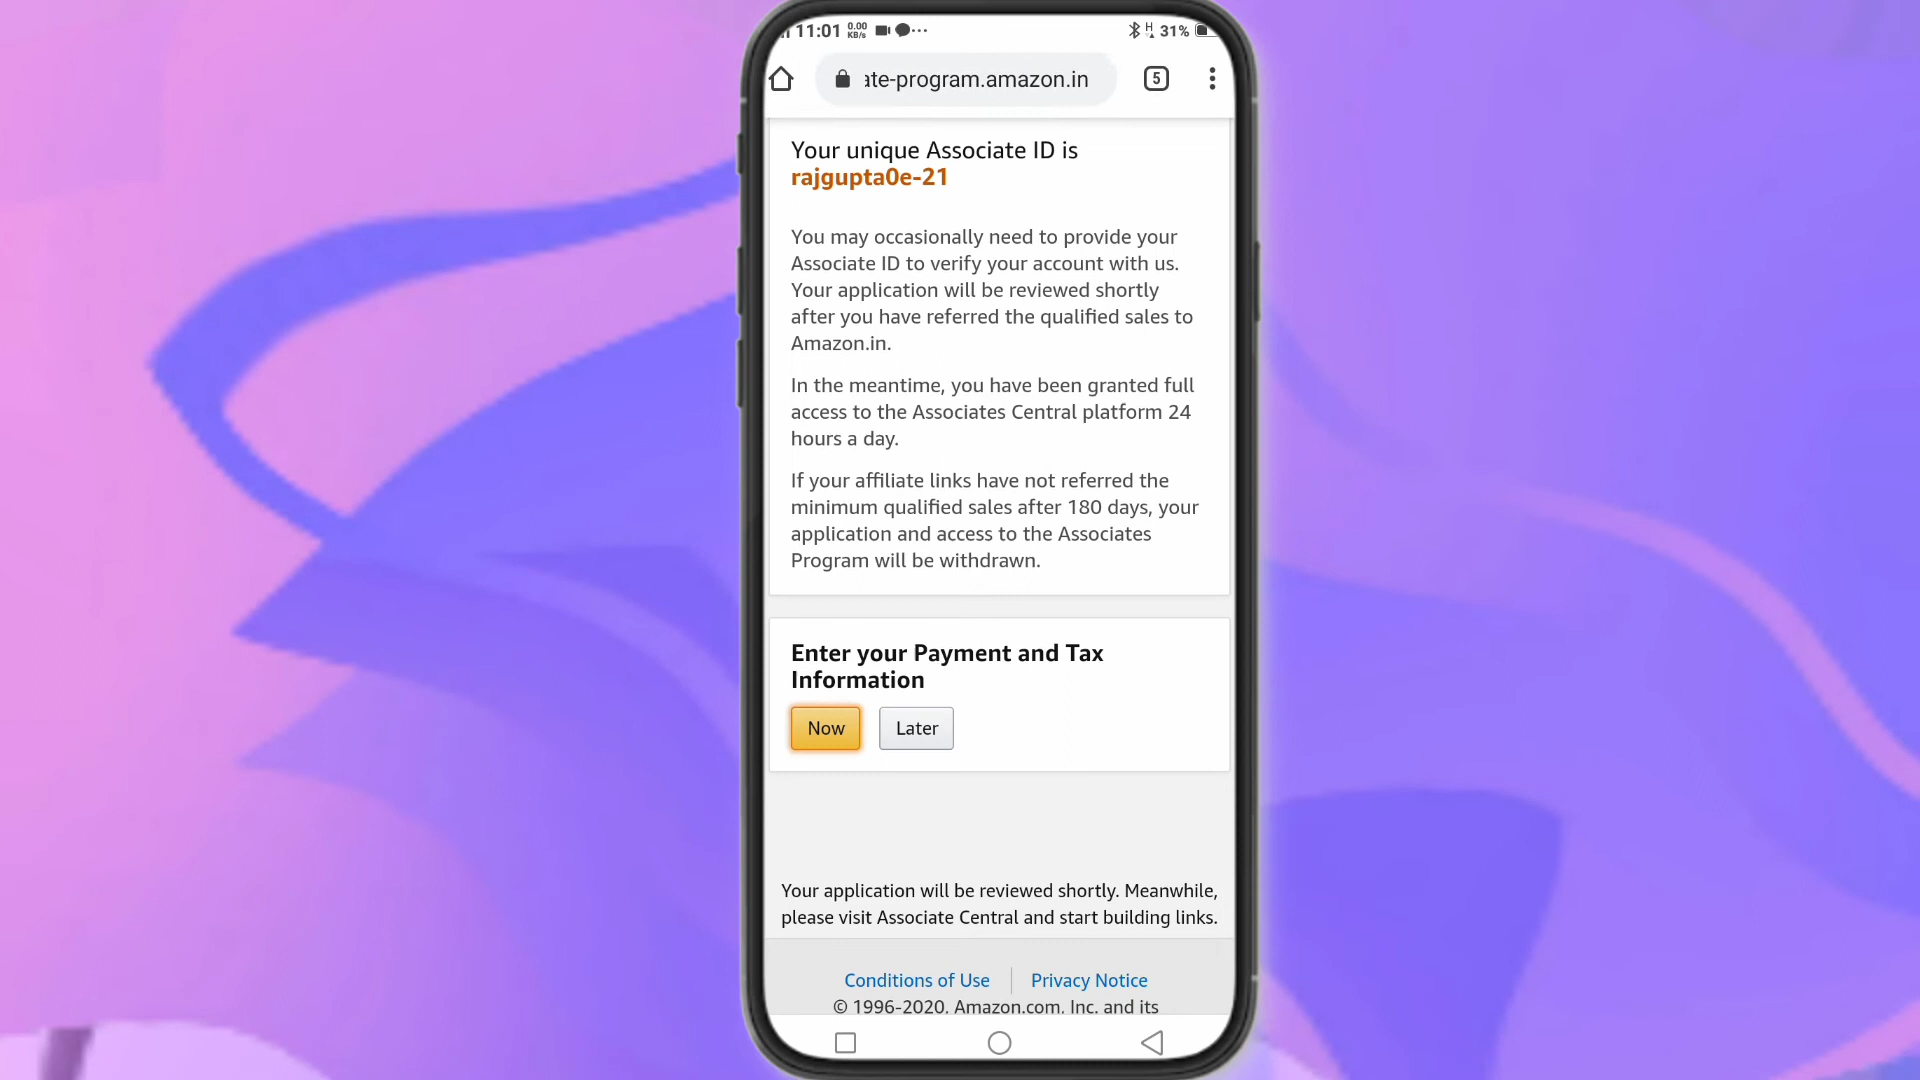 11:01 0.00 KB/s ... H 31%
ate-program.amazon.in 5
Your unique Associate ID is
rajgupta0e-21
You may occasionally need to provide your
Associate ID to verify your account with us.
Your application will be reviewed shortly
after you have referred the qualified sales to
Amazon.in.
In the meantime, you have been granted full
access to the Associates Central platform 24
hours a day.
If your affiliate links have not referred the
minimum qualified sales after 180 days, your
application and access to the Associates
Program will be withdrawn.
Enter your Payment and Tax
Information
Now Later
Your application will be reviewed shortly. Meanwhile,
please visit Associate Central and start building links.
Conditions of Use Privacy Notice
© 1996-2020, Amazon.com, Inc. and its